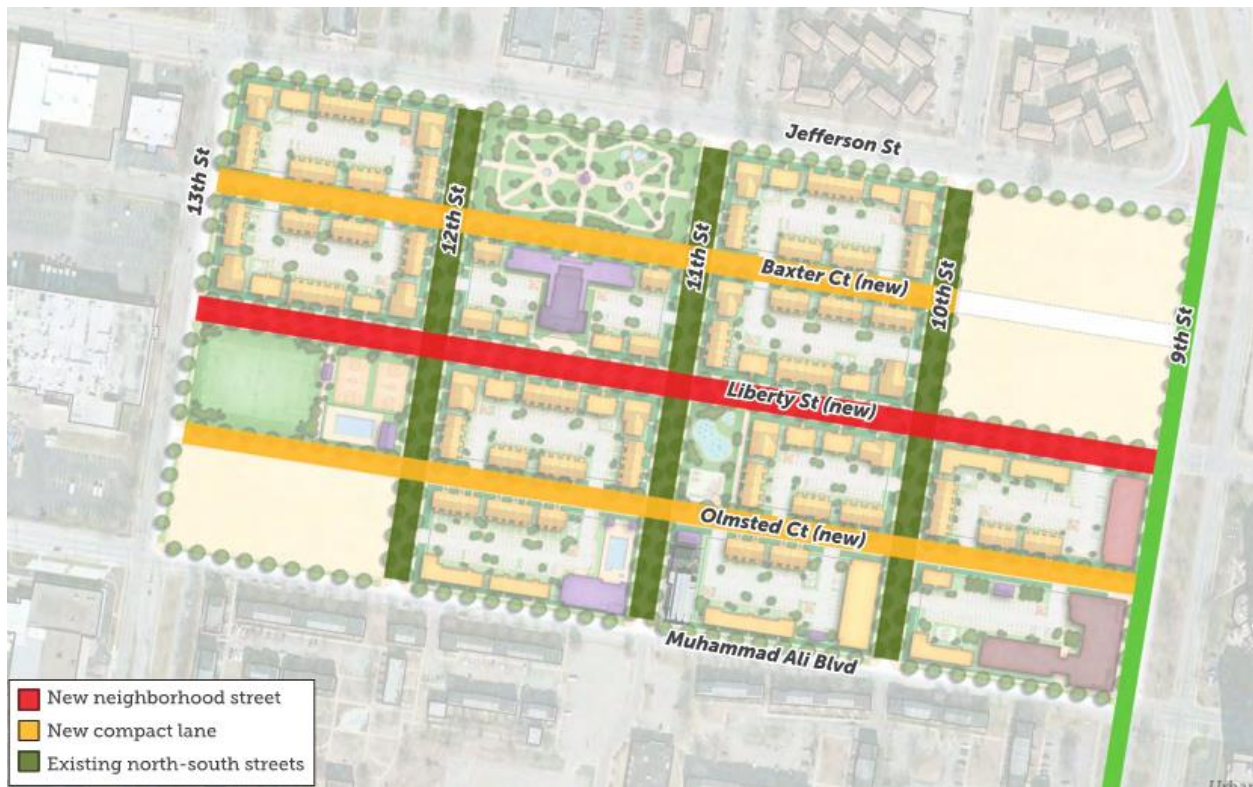 Jefferson St
13th St
12th St
11th St
Baxter Ct (new)
10th St
9th St
Liberty St (new)
Olmsted Ct (new)
Muhammad Ali Blvd
New neighborhood street
New compact lane
Existing north-south streets